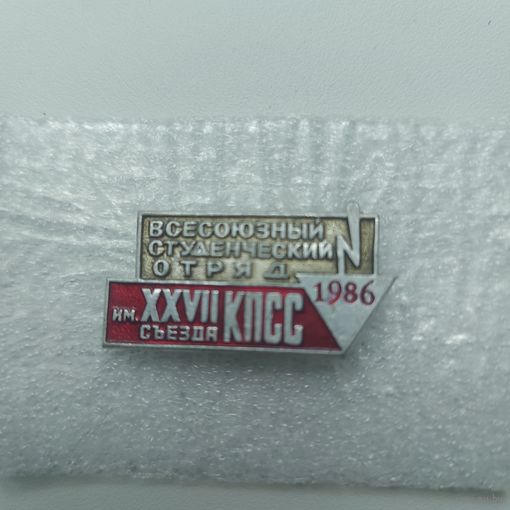 ВСЕСОЮЗНЫЙ
СТУДЕНЧЕСКИЙ
ОТРЯД
ИМ. XXVII СЪЕЗДА КПСС
1986